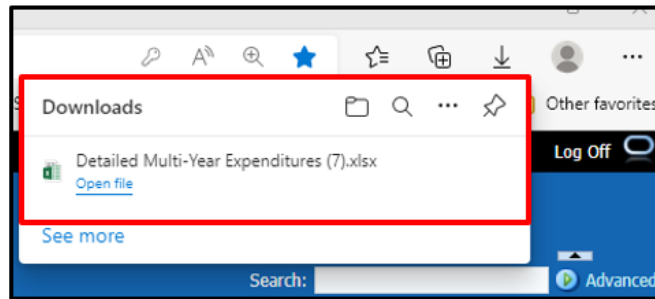 Other favorites
Downloads
Detailed Multi-Year Expenditures (7).xlsx
Open file
Log Off
See more
Search:
Advanced